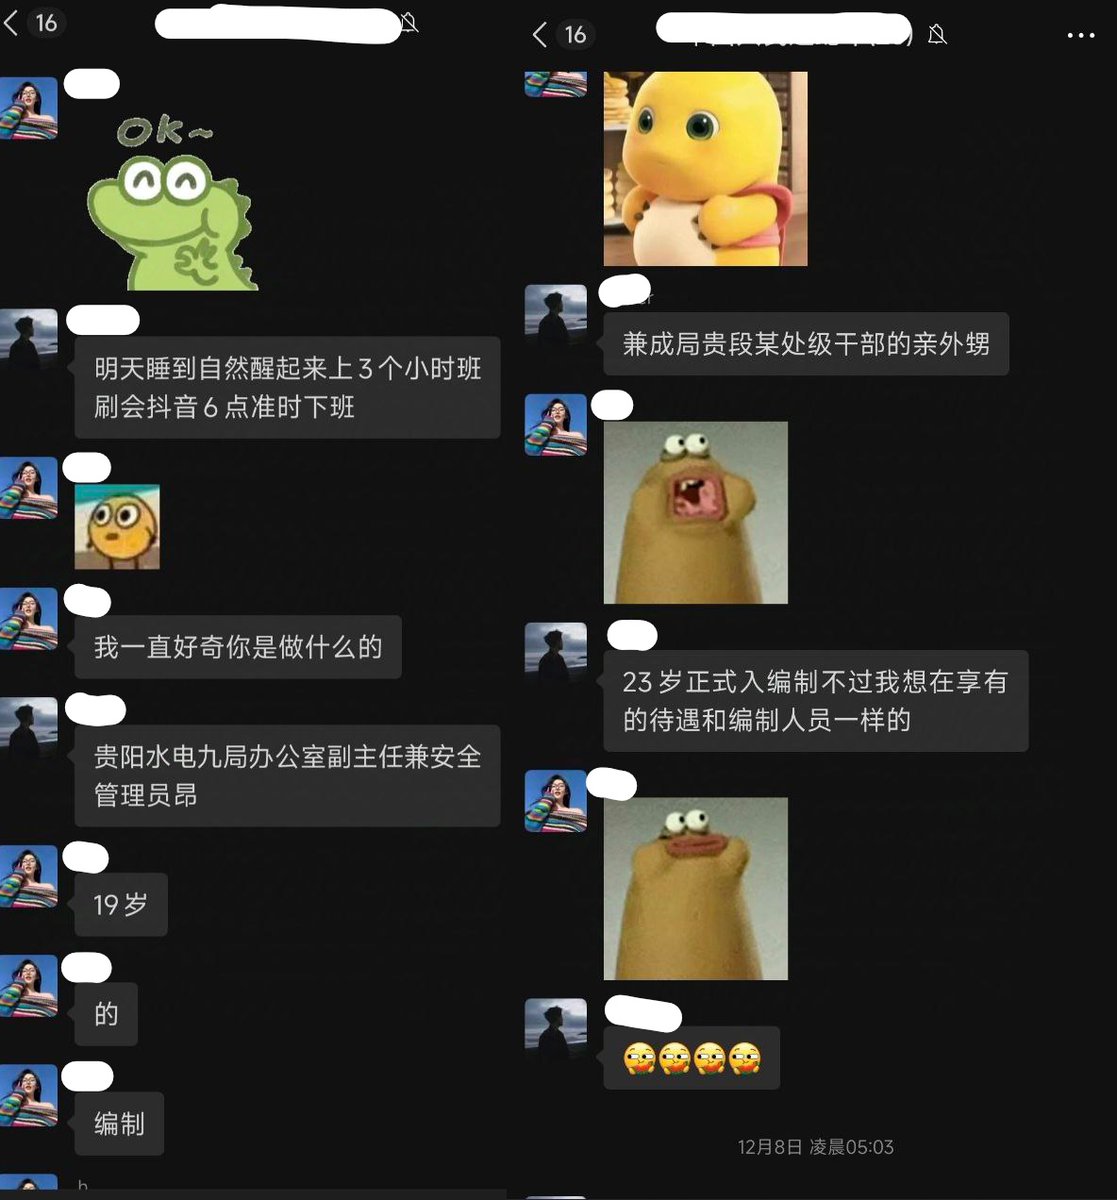 16
OK~
明天睡到自然醒起来上3个小时班
刷会抖音6点准时下班
我一直好奇你是做什么的
贵阳水电九局办公室副主任兼安全
管理员昂
19岁
的
编制
h
16
兼成局贵段某处级干部的亲外甥
23岁正式入编制不过我想在享有
的待遇和编制人员一样的
12月8日 凌晨05:03